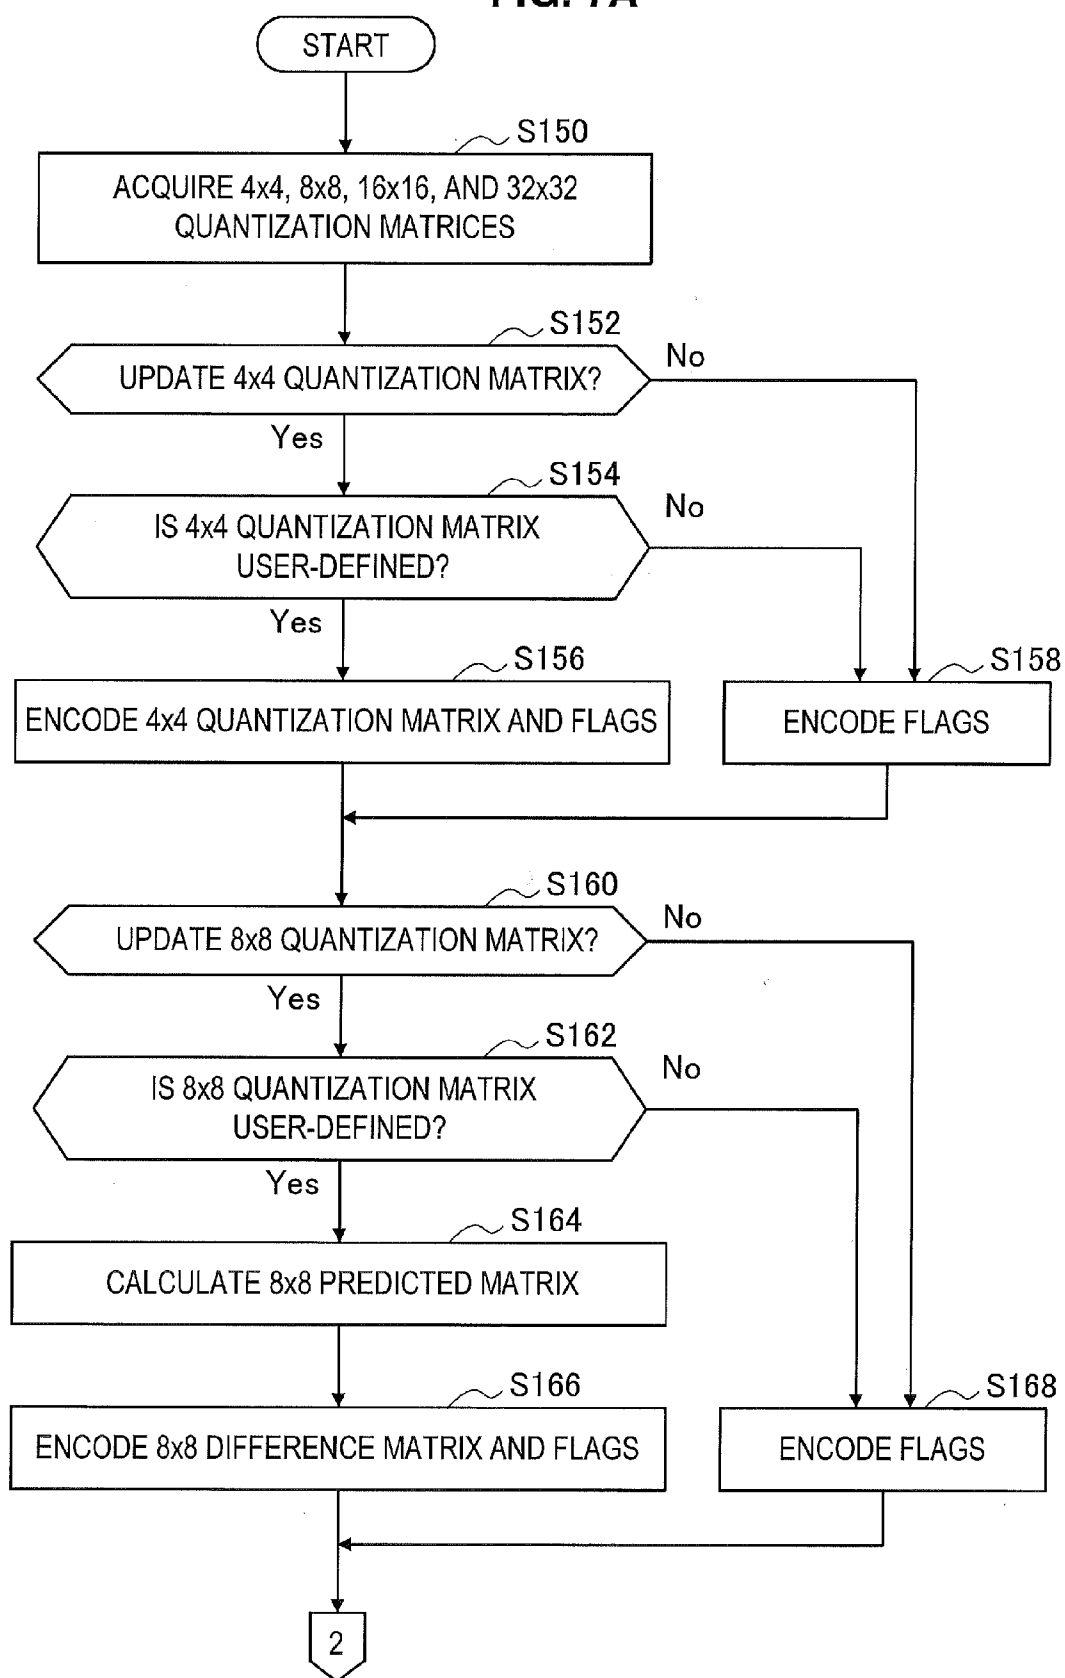 FIG. 7A
START
S150
ACQUIRE 4x4, 8x8, 16x16, AND 32x32
QUANTIZATION MATRICES
S152
UPDATE 4x4 QUANTIZATION MATRIX?
No
Yes
S154
IS 4x4 QUANTIZATION MATRIX
USER-DEFINED?
No
Yes
S156
ENCODE 4x4 QUANTIZATION MATRIX AND FLAGS
S158
ENCODE FLAGS
S160
UPDATE 8x8 QUANTIZATION MATRIX?
No
Yes
S162
IS 8x8 QUANTIZATION MATRIX
USER-DEFINED?
No
Yes
S164
CALCULATE 8x8 PREDICTED MATRIX
S166
ENCODE 8x8 DIFFERENCE MATRIX AND FLAGS
S168
ENCODE FLAGS
2